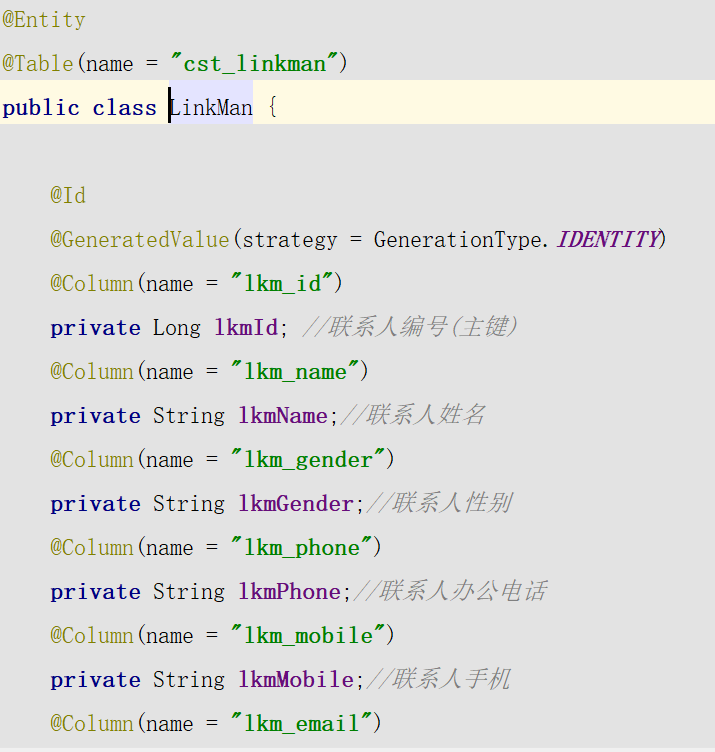 @Entity
@Table(name = "cst_linkman")
public class LinkMan {
@Id
@GeneratedValue(strategy = GenerationType.IDENTITY)
@Column(name = "lkm_id")
private Long lkmId; //联系人编号(主键)
@Column(name = "lkm_name")
private String lkmName;//联系人姓名
@Column(name = "lkm_gender")
private String lkmGender;//联系人性别
@Column(name = "lkm_phone")
private String lkmPhone;//联系人办公电话
@Column(name = "lkm_mobile")
private String lkmMobile;//联系人手机
@Column(name = "lkm_email")